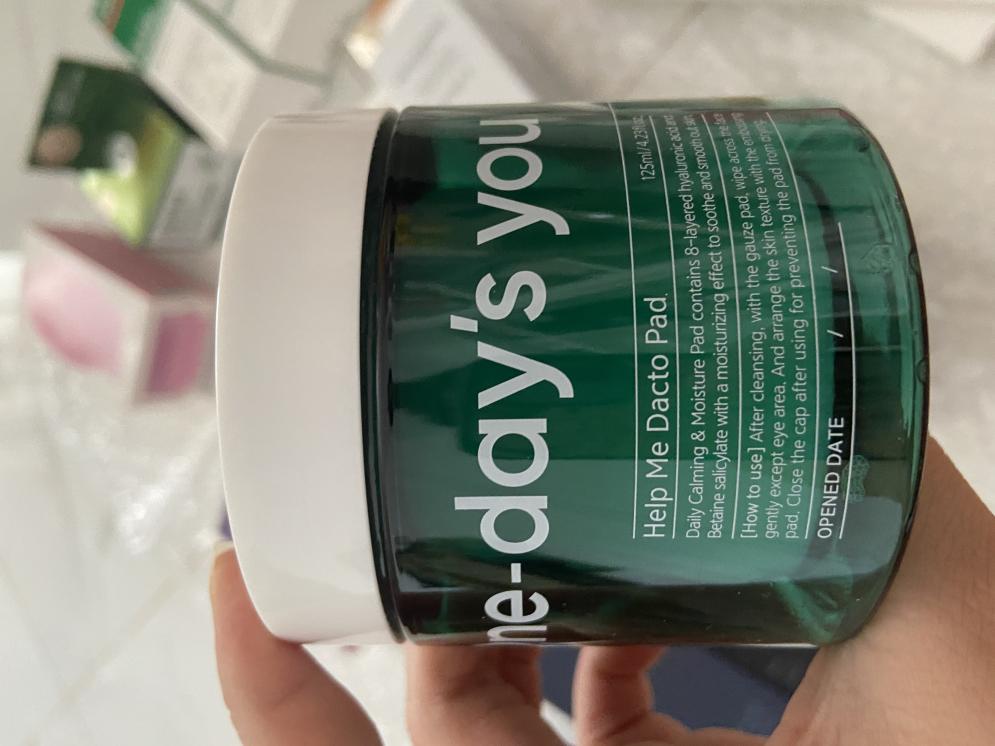 ne-day's you
Help Me Dacto Pad 125ml/4.23fl.oz.
Daily Calming & Moisture Pad contains 8-layered hyaluronic acid and
Betaine salicylate with a moisturizing effect to soothe and smooth out skin.
[How to use] After cleansing, with the gauze pad, wipe across the face
gently except eye area. And arrange the skin texture with the embossing
pad. Close the cap after using for preventing the pad from drying.
OPENED DATE / /